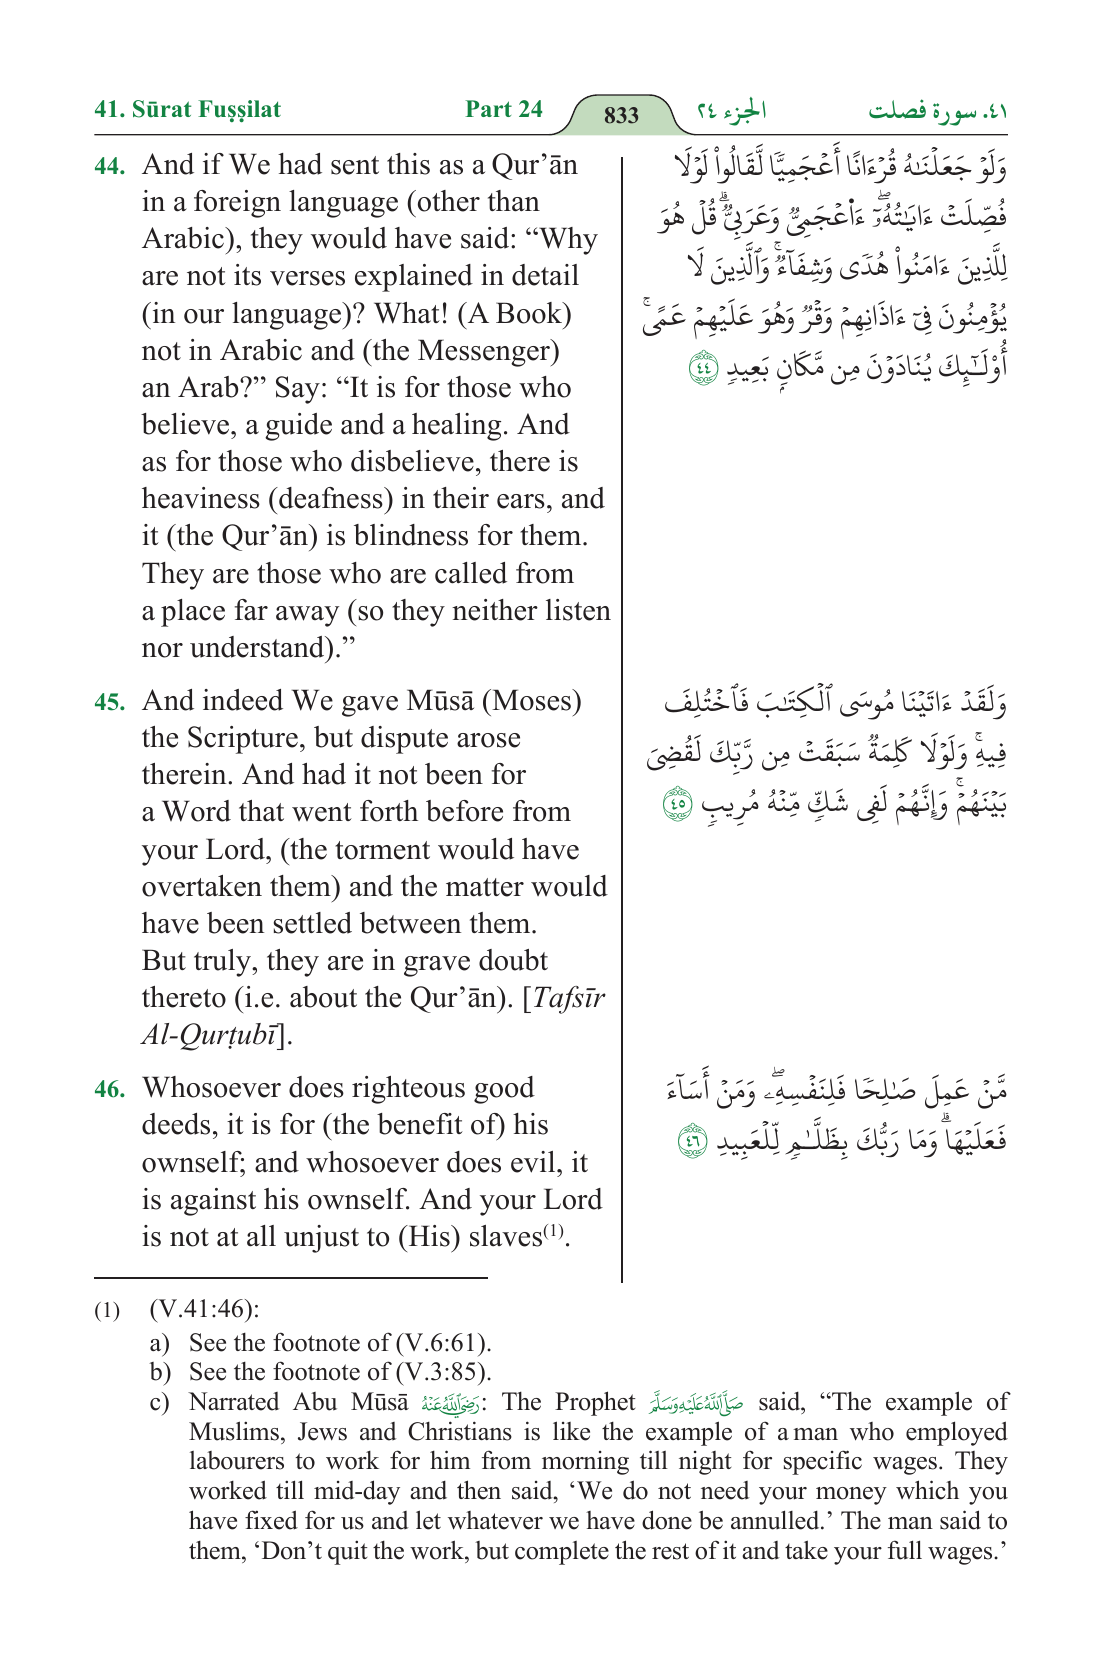 41. Sūrat Fuṣṣilat
Part 24
833
الجزء ٢٤
٤١. سورة فصلت
44. And if We had sent this as a Qur’ān
in a foreign language (other than
Arabic), they would have said: “Why
are not its verses explained in detail
(in our language)? What! (A Book)
not in Arabic and (the Messenger)
an Arab?” Say: “It is for those who
believe, a guide and a healing. And
as for those who disbelieve, there is
heaviness (deafness) in their ears, and
it (the Qur’ān) is blindness for them.
They are those who are called from
a place far away (so they neither listen
nor understand).”
وَلَوۡ جَعَلۡنَٰهُ قُرۡءَانًا أَعۡجَمِيّٗا لَّقَالُواْ لَوۡلَا
فُصِّلَتۡ ءَايَٰتُهُۥٓۖ ءَا۬عۡجَمِيّٞ وَعَرَبِيّٞۗ قُلۡ هُوَ
لِلَّذِينَ ءَامَنُواْ هُدٗى وَشِفَآءٞۚ وَٱلَّذِينَ لَا
يُؤۡمِنُونَ فِيٓ ءَاذَانِهِمۡ وَقۡرٞ وَهُوَ عَلَيۡهِمۡ عَمًىۚ
أُوْلَٰٓئِكَ يُنَادَوۡنَ مِن مَّكَانِۭ بَعِيدٖ ٤٤
45. And indeed We gave Mūsā (Moses)
the Scripture, but dispute arose
therein. And had it not been for
a Word that went forth before from
your Lord, (the torment would have
overtaken them) and the matter would
have been settled between them.
But truly, they are in grave doubt
thereto (i.e. about the Qur’ān). [Tafsīr
Al-Qurṭubī].
وَلَقَدۡ ءَاتَيۡنَا مُوسَى ٱلۡكِتَٰبَ فَٱخۡتُلِفَ
فِيهِۚ وَلَوۡلَا كَلِمَةٞ سَبَقَتۡ مِن رَّبِّكَ لَقُضِيَ
بَيۡنَهُمۡۚ وَإِنَّهُمۡ لَفِي شَكّٖ مِّنۡهُ مُرِيبٖ ٤٥
46. Whosoever does righteous good
deeds, it is for (the benefit of) his
ownself; and whosoever does evil, it
is against his ownself. And your Lord
is not at all unjust to (His) slaves(1).
مَّنۡ عَمِلَ صَٰلِحٗا فَلِنَفۡسِهِۦۖ وَمَنۡ أَسَآءَ
فَعَلَيۡهَاۗ وَمَا رَبُّكَ بِظَلَّٰمٖ لِّلۡعَبِيدِ ٤٦
(1) (V.41:46):
a) See the footnote of (V.6:61).
b) See the footnote of (V.3:85).
c) Narrated Abu Mūsā رَضِيَ اللَّهُ عَنْهُ: The Prophet صَلَّى اللَّهُ عَلَيْهِ وَسَلَّمَ said, “The example of
Muslims, Jews and Christians is like the example of a man who employed
labourers to work for him from morning till night for specific wages. They
worked till mid-day and then said, ‘We do not need your money which you
have fixed for us and let whatever we have done be annulled.’ The man said to
them, ‘Don’t quit the work, but complete the rest of it and take your full wages.’